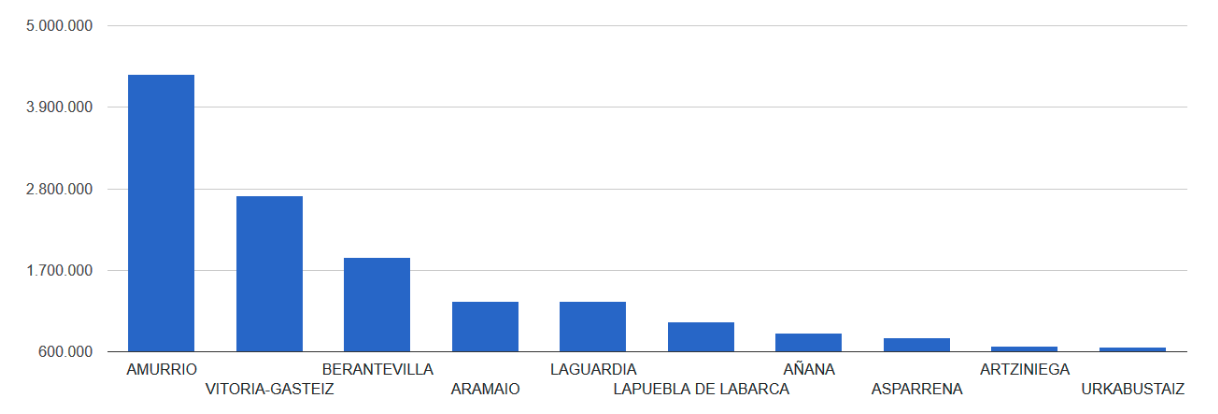 5.000.000
3.900.000
2.800.000
1.700.000
600.000
AMURRIO BERANTEVILLA LAGUARDIA AÑANA ARTZINIEGA
VITORIA-GASTEIZ ARAMAIO LAPUEBLA DE LABARCA ASPARRENA URKABUSTAIZ